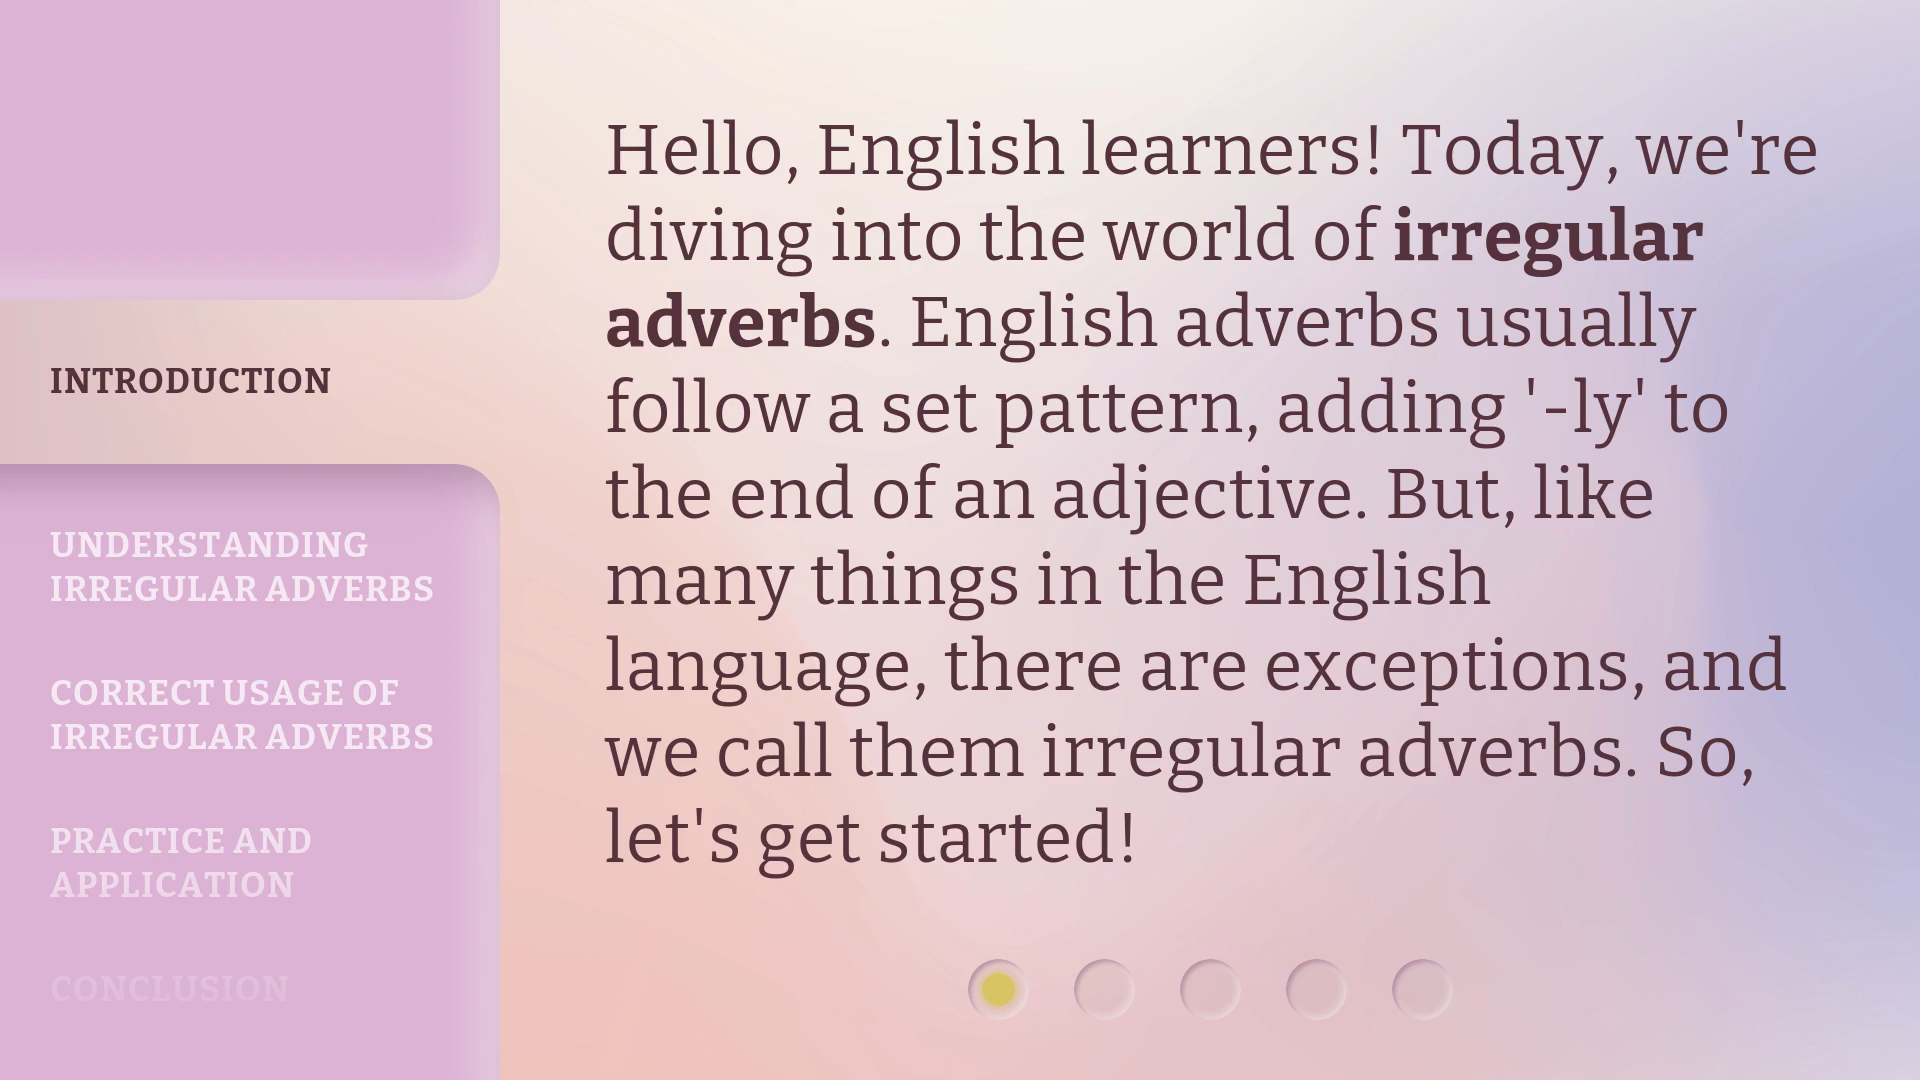 INTRODUCTION
UNDERSTANDING
IRREGULAR ADVERBS
CORRECT USAGE OF
IRREGULAR ADVERBS
PRACTICE AND
APPLICATION
CONCLUSION
Hello, English learners! Today, we're
diving into the world of irregular
adverbs. English adverbs usually
follow a set pattern, adding '-ly' to
the end of an adjective. But, like
many things in the English
language, there are exceptions, and
we call them irregular adverbs. So,
let's get started!